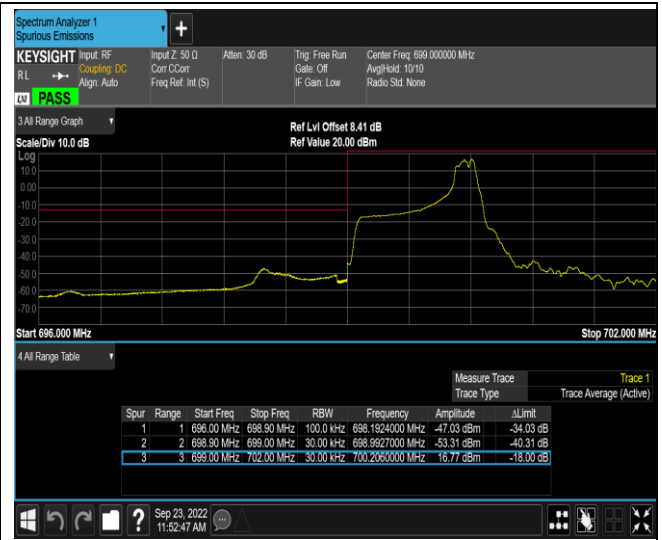 Spectrum Analyzer 1
Spurious Emissions
+
KEYSIGHT Input: RF Input Z: 50 Ω Atten: 30 dB Trig: Free Run Center Freq: 699.000000 MHz
R L Coupling: DC Corr CCorr Gate: Off Avg|Hold: 10/10
Align: Auto Freq Ref: Int (S) IF Gain: Low Radio Std: None
LXI PASS
3 All Range Graph
Ref Lvl Offset 8.41 dB
Scale/Div 10.0 dB Ref Value 20.00 dBm
Log
10.0
0.00
-10.0
-20.0
-30.0
-40.0
-50.0
-60.0
-70.0
Start 696.000 MHz Stop 702.000 MHz
4 All Range Table
Measure Trace Trace 1
Trace Type Trace Average (Active)
Spur Range Start Freq Stop Freq RBW Frequency Amplitude ΔLimit
1 1 696.00 MHz 698.90 MHz 100.0 kHz 698.1924000 MHz -47.03 dBm -34.03 dB
2 2 698.90 MHz 699.00 MHz 30.00 kHz 698.9927000 MHz -53.31 dBm -40.31 dB
3 3 699.00 MHz 702.00 MHz 30.00 kHz 700.2060000 MHz 16.77 dBm -18.00 dB
? Sep 23, 2022
11:52:47 AM